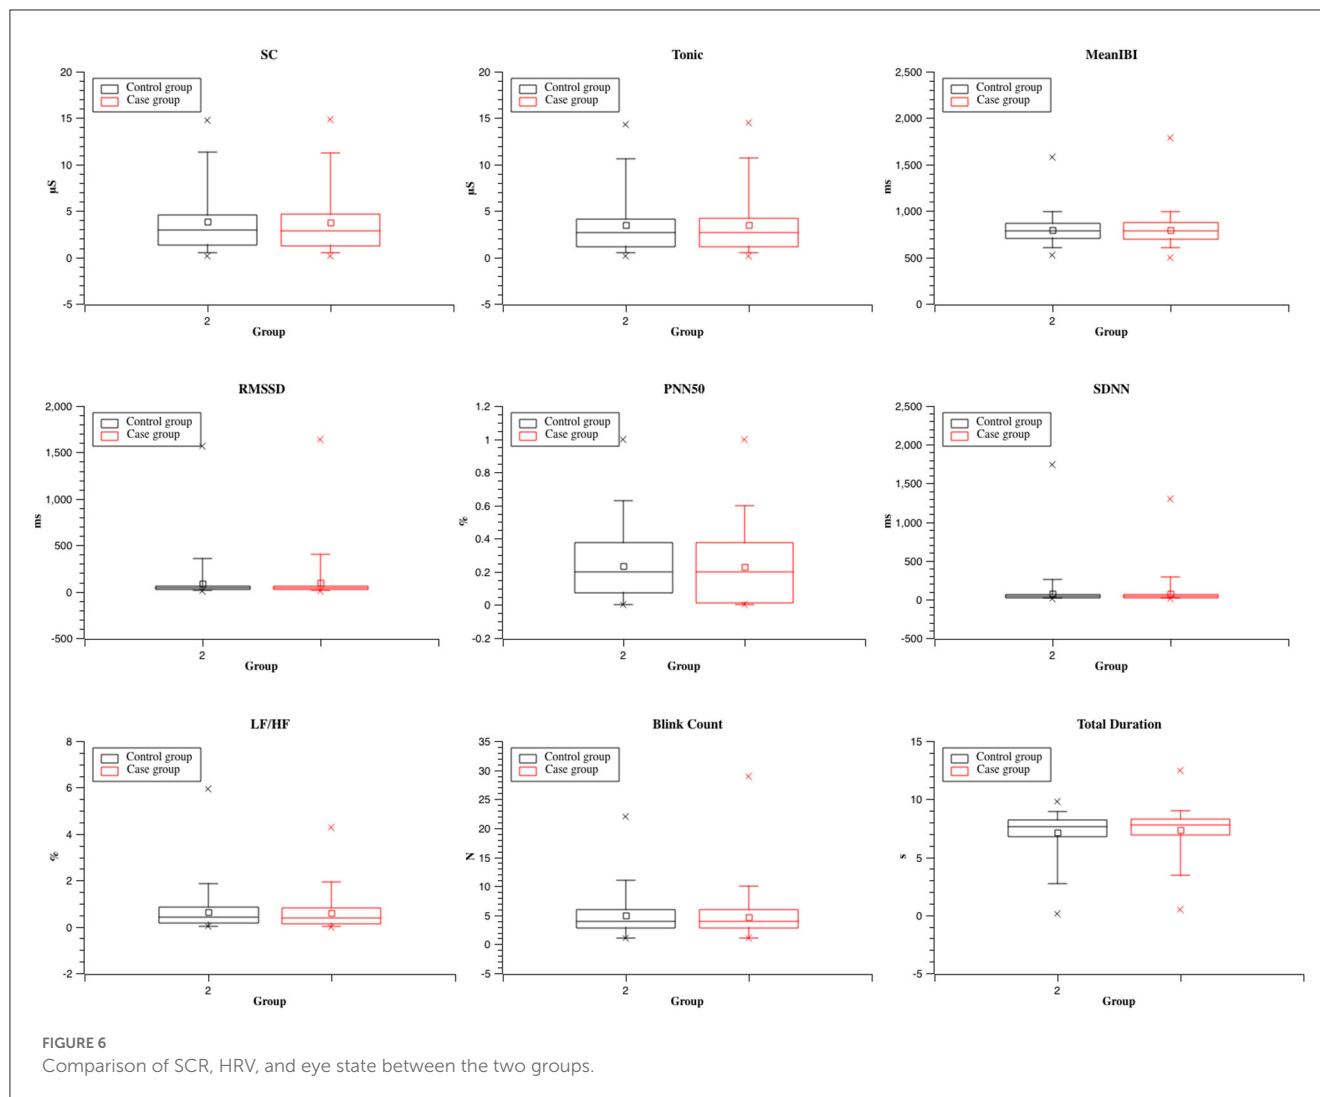 SC
20
15
10
5
0
-5
µS
Control group
Case group
2
Group
Tonic
20
15
10
5
0
-5
µS
Control group
Case group
2
Group
MeanIBI
2,500
2,000
1,500
1,000
500
0
ms
Control group
Case group
2
Group
RMSSD
2,000
1,500
1,000
500
0
-500
ms
Control group
Case group
2
Group
PNN50
1.2
1
0.8
0.6
0.4
0.2
0
-0.2
%
Control group
Case group
2
Group
SDNN
2,500
2,000
1,500
1,000
500
0
-500
ms
Control group
Case group
2
Group
LF/HF
8
6
4
2
0
-2
%
Control group
Case group
2
Group
Blink Count
35
30
25
20
15
10
5
0
-5
N
Control group
Case group
2
Group
Total Duration
15
10
5
0
-5
s
Control group
Case group
2
Group
FIGURE 6
Comparison of SCR, HRV, and eye state between the two groups.